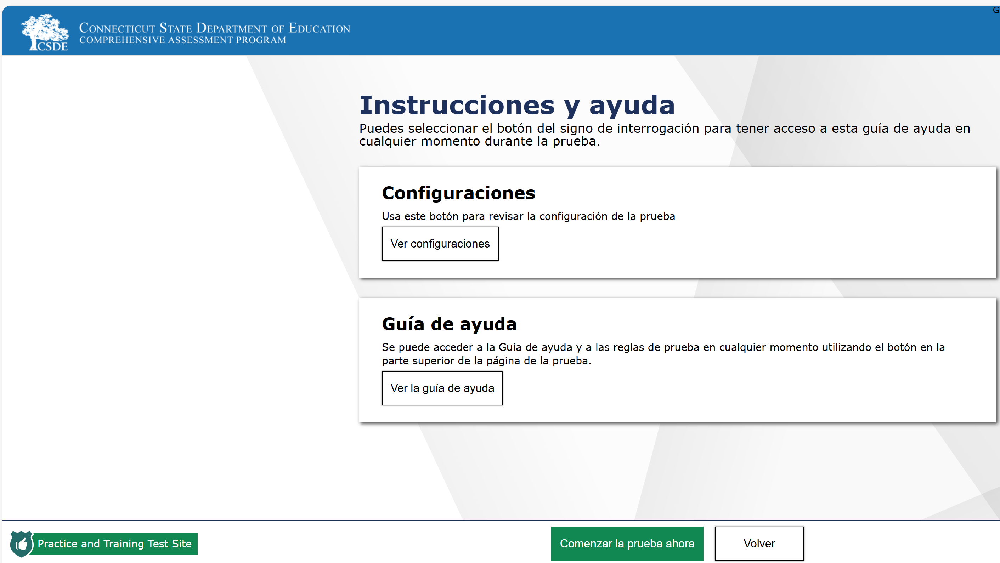 G
CONNECTICUT STATE DEPARTMENT OF EDUCATION
COMPREHENSIVE ASSESSMENT PROGRAM
CSDE
Instrucciones y ayuda
Puedes seleccionar el botón del signo de interrogación para tener acceso a esta guía de ayuda en
cualquier momento durante la prueba.
Configuraciones
Usa este botón para revisar la configuración de la prueba
Ver configuraciones
Guía de ayuda
Se puede acceder a la Guía de ayuda y a las reglas de prueba en cualquier momento utilizando el botón en la
parte superior de la página de la prueba.
Ver la guía de ayuda
Practice and Training Test Site
Comenzar la prueba ahora
Volver